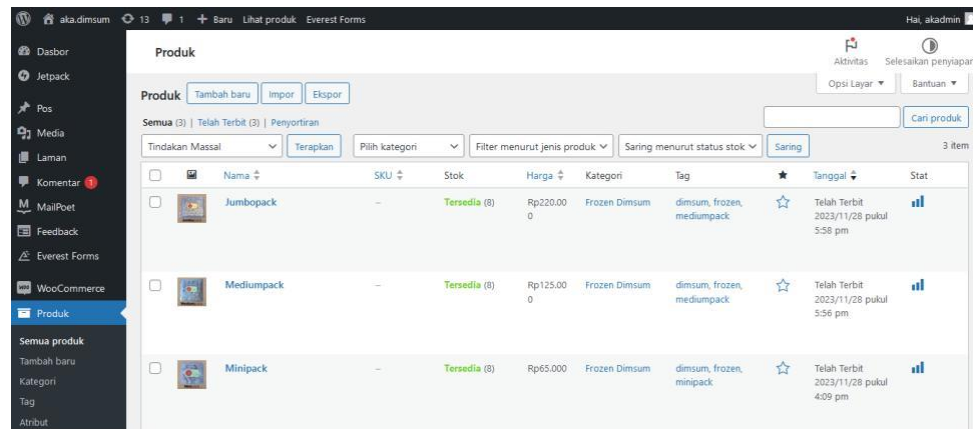 aka.dimsum 13 1 + Baru Lihat produk Everest Forms Hai, akadmin
Dasbor
Jetpack
Pos
Media
Laman
Komentar 1
MailPoet
Feedback
Everest Forms
WooCommerce
Produk
Semua produk
Tambah baru
Kategori
Tag
Atribut
Produk
Aktivitas Selesaikan penyiapan
Opsi Layar Bantuan
Produk Tambah baru Impor Ekspor
Semua (3) | Telah Terbit (3) | Penyortiran
Cari produk
Tindakan Massal Terapkan Pilih kategori Filter menurut jenis produk Saring menurut status stok Saring 3 item
Nama SKU Stok Harga Kategori Tag Tanggal Stat
Jumbopack – Tersedia (8) Rp220.00 Frozen Dimsum dimsum, frozen, Telah Terbit
0 mediumpack 2023/11/28 pukul
5:58 pm
Mediumpack – Tersedia (8) Rp125.00 Frozen Dimsum dimsum, frozen, Telah Terbit
0 mediumpack 2023/11/28 pukul
5:56 pm
Minipack – Tersedia (8) Rp65.000 Frozen Dimsum dimsum, frozen, Telah Terbit
minipack 2023/11/28 pukul
4:09 pm